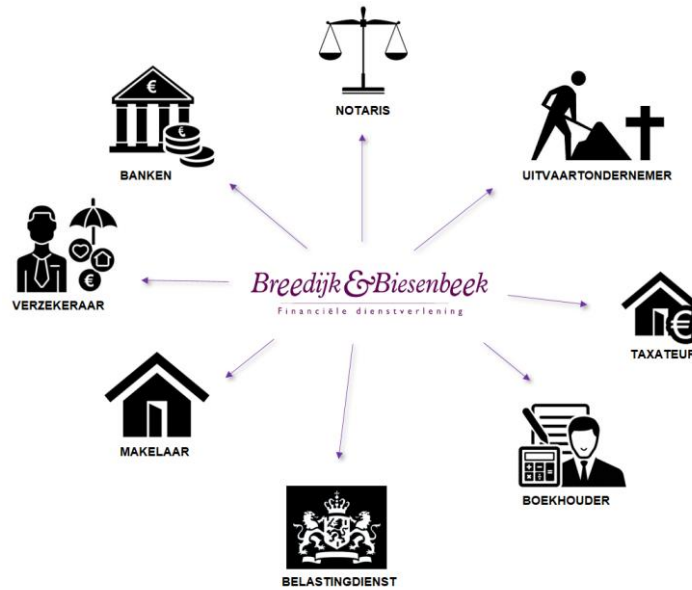 NOTARIS
BANKEN
UITVAARTONDERNEMER
VERZEKERAAR
Breedijk & Biesenbeek
Financiële dienstverlening
TAXATEUR
MAKELAAR
BOEKHOUDER
BELASTINGDIENST